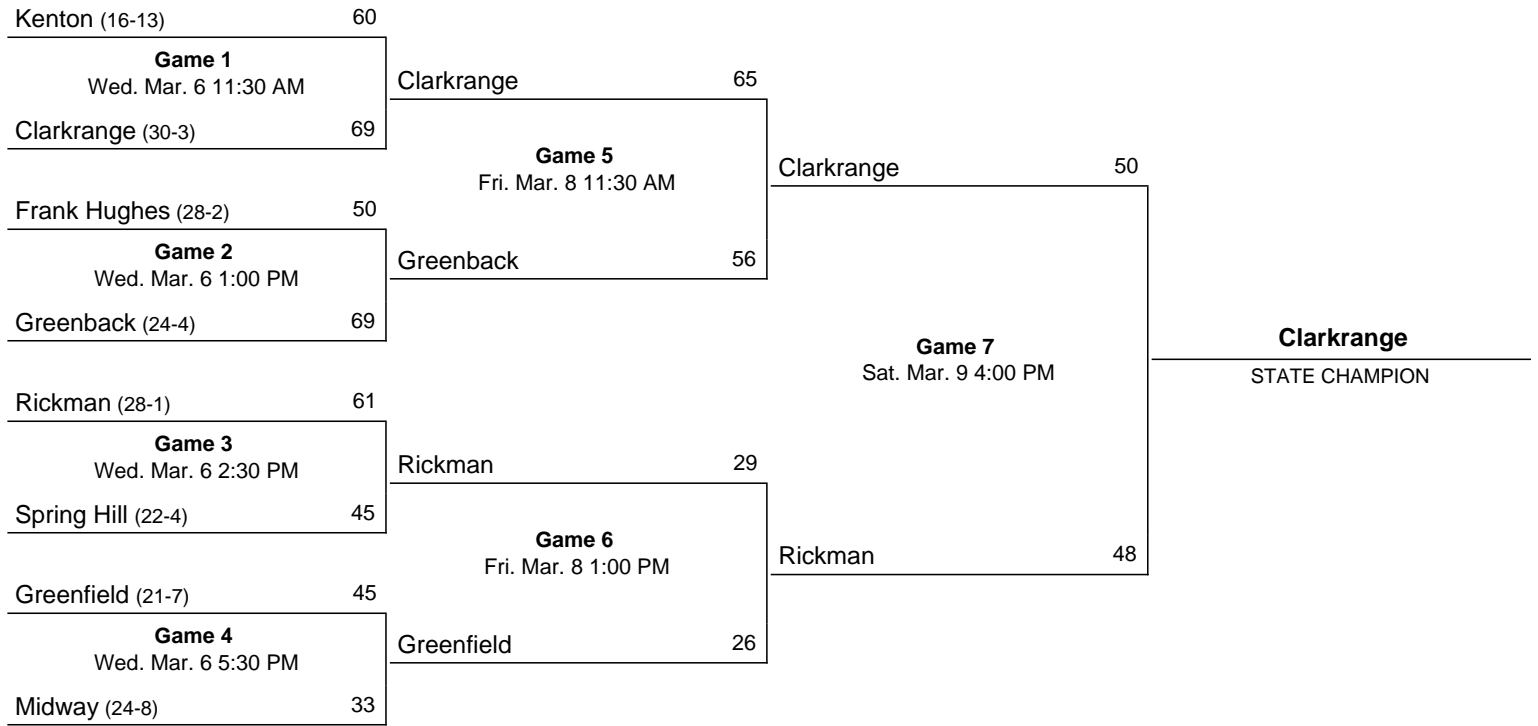 Kenton (16-13) 60
Game 1
Wed. Mar. 6 11:30 AM
Clarkrange (30-3) 69
Frank Hughes (28-2) 50
Game 2
Wed. Mar. 6 1:00 PM
Greenback (24-4) 69
Rickman (28-1) 61
Game 3
Wed. Mar. 6 2:30 PM
Spring Hill (22-4) 45
Greenfield (21-7) 45
Game 4
Wed. Mar. 6 5:30 PM
Midway (24-8) 33
Clarkrange 65
Game 5
Fri. Mar. 8 11:30 AM
Greenback 56
Rickman 29
Game 6
Fri. Mar. 8 1:00 PM
Greenfield 26
Clarkrange 50
Game 7
Sat. Mar. 9 4:00 PM
Rickman 48
Clarkrange
STATE CHAMPION